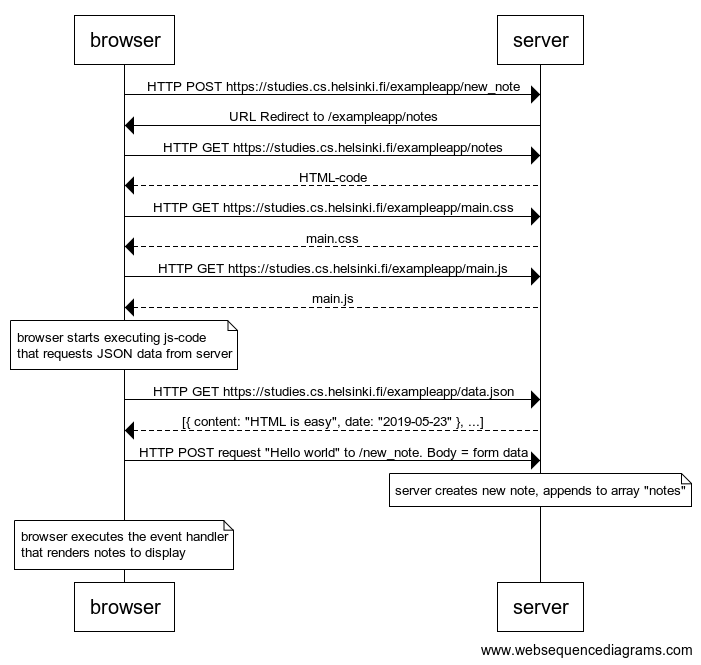 browser
server
HTTP POST https://studies.cs.helsinki.fi/exampleapp/new_note
URL Redirect to /exampleapp/notes
HTTP GET https://studies.cs.helsinki.fi/exampleapp/notes
HTML-code
HTTP GET https://studies.cs.helsinki.fi/exampleapp/main.css
main.css
HTTP GET https://studies.cs.helsinki.fi/exampleapp/main.js
main.js
browser starts executing js-code
that requests JSON data from server
HTTP GET https://studies.cs.helsinki.fi/exampleapp/data.json
[{ content: "HTML is easy", date: "2019-05-23" }, ...]
HTTP POST request "Hello world" to /new_note. Body = form data
server creates new note, appends to array "notes"
browser executes the event handler
that renders notes to display
browser
server
www.websequencediagrams.com